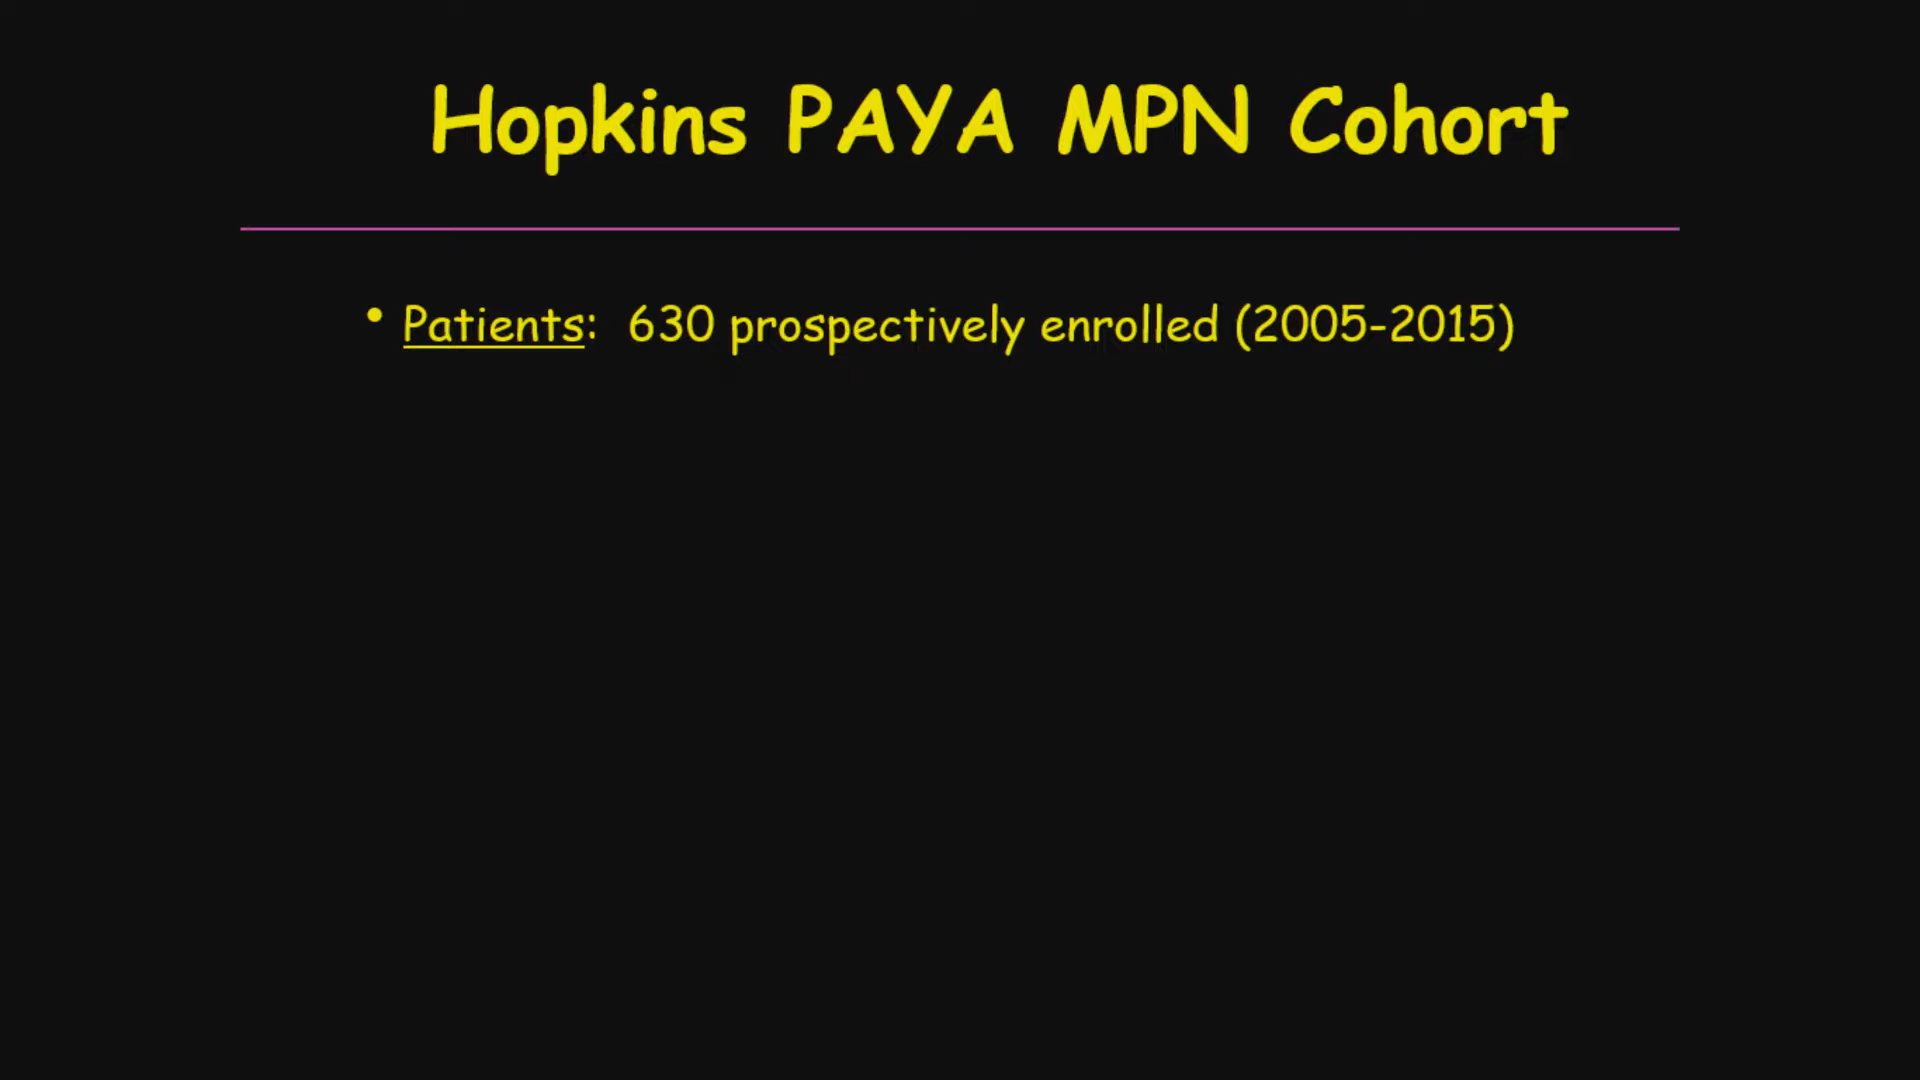 Hopkins PAYA MPN Cohort
• Patients: 630 prospectively enrolled (2005-2015)